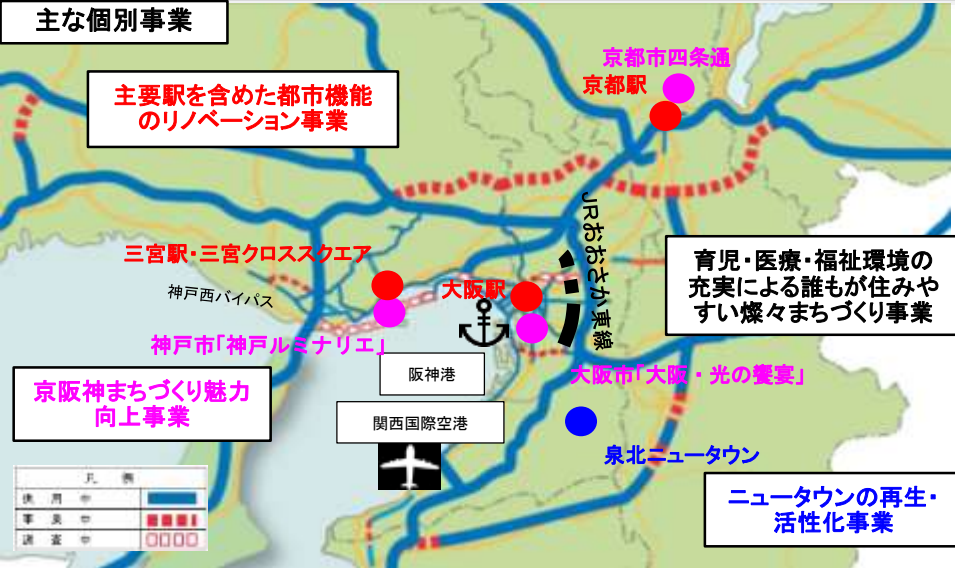 主な個別事業
京都市四条通
京都駅
主要駅を含めた都市機能
のリノベーション事業
JRおおさか東線
三宮駅・三宮クロススクエア
神戸西バイパス
大阪駅
育児・医療・福祉環境の
充実による誰もが住みや
すい燦々まちづくり事業
神戸市「神戸ルミナリエ」
阪神港
大阪市「大阪・光の饗宴」
京阪神まちづくり魅力
向上事業
関西国際空港
泉北ニュータウン
凡例
供用中
事業中
調査中
ニュータウンの再生・
活性化事業